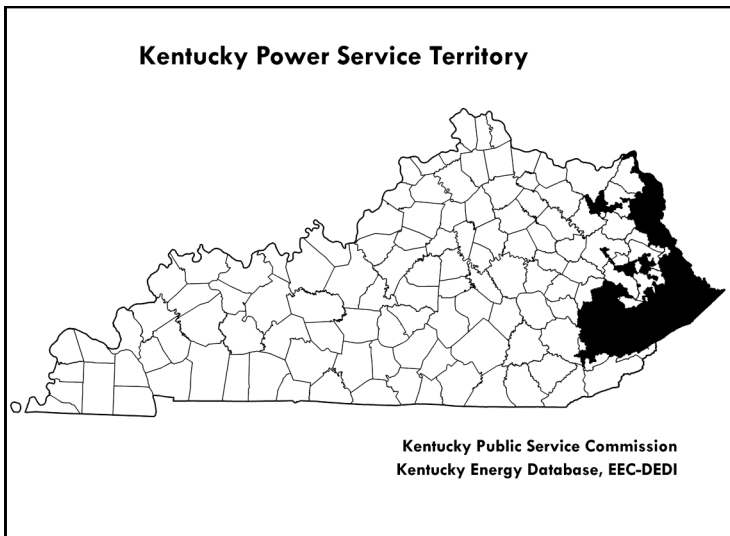 Kentucky Power Service Territory
Kentucky Public Service Commission
Kentucky Energy Database, EEC-DEDI